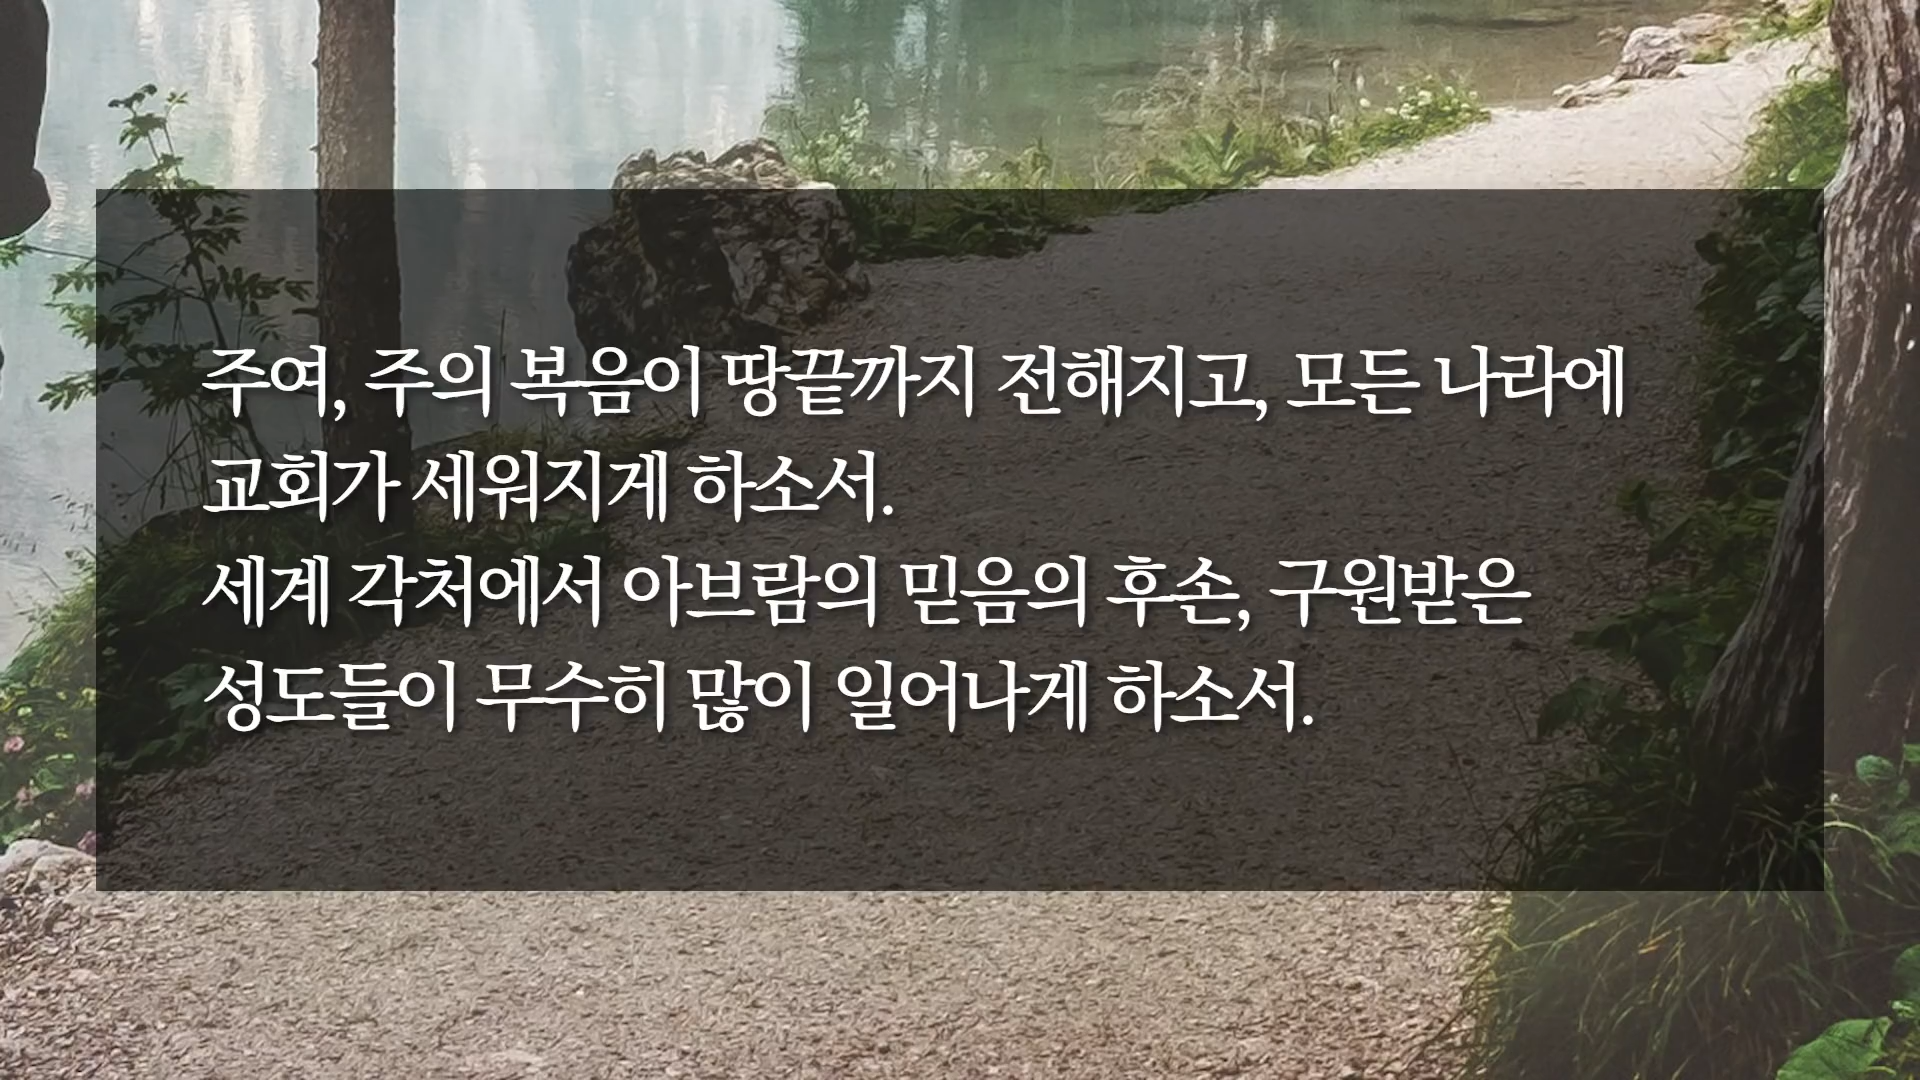 주여, 주의 복음이 땅끝까지 전해지고, 모든 나라에
교회가 세워지게 하소서.
세계 각처에서 아브람의 믿음의 후손, 구원받은
성도들이 무수히 많이 일어나게 하소서.